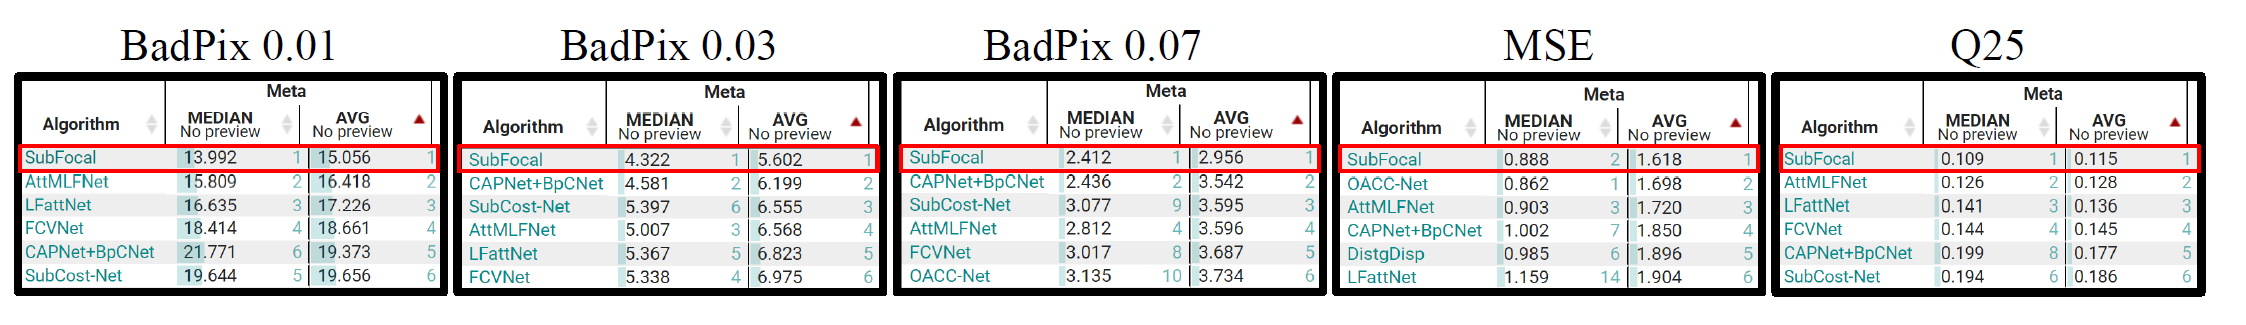 BadPix 0.01
Meta
Algorithm MEDIAN AVG
No preview No preview
SubFocal 13.992 1 15.056 1
AttMLFNet 15.809 2 16.418 2
LFattNet 16.635 3 17.226 3
FCVNet 18.414 4 18.661 4
CAPNet+BpCNet 21.771 6 19.373 5
SubCost-Net 19.644 5 19.656 6
BadPix 0.03
Meta
Algorithm MEDIAN AVG
No preview No preview
SubFocal 4.322 1 5.602 1
CAPNet+BpCNet 4.581 2 6.199 2
SubCost-Net 5.397 6 6.555 3
AttMLFNet 5.007 3 6.568 4
LFattNet 5.367 5 6.823 5
FCVNet 5.338 4 6.975 6
BadPix 0.07
Meta
Algorithm MEDIAN AVG
No preview No preview
SubFocal 2.412 1 2.956 1
CAPNet+BpCNet 2.436 2 3.542 2
SubCost-Net 3.077 9 3.595 3
AttMLFNet 2.812 4 3.596 4
FCVNet 3.017 8 3.687 5
OACC-Net 3.135 10 3.734 6
MSE
Meta
Algorithm MEDIAN AVG
No preview No preview
SubFocal 0.888 2 1.618 1
OACC-Net 0.862 1 1.698 2
AttMLFNet 0.903 3 1.720 3
CAPNet+BpCNet 1.002 7 1.850 4
DistgDisp 0.985 6 1.896 5
LFattNet 1.159 14 1.904 6
Q25
Meta
Algorithm MEDIAN AVG
No preview No preview
SubFocal 0.109 1 0.115 1
AttMLFNet 0.126 2 0.128 2
LFattNet 0.141 3 0.136 3
FCVNet 0.144 4 0.145 4
CAPNet+BpCNet 0.199 8 0.177 5
SubCost-Net 0.194 6 0.186 6